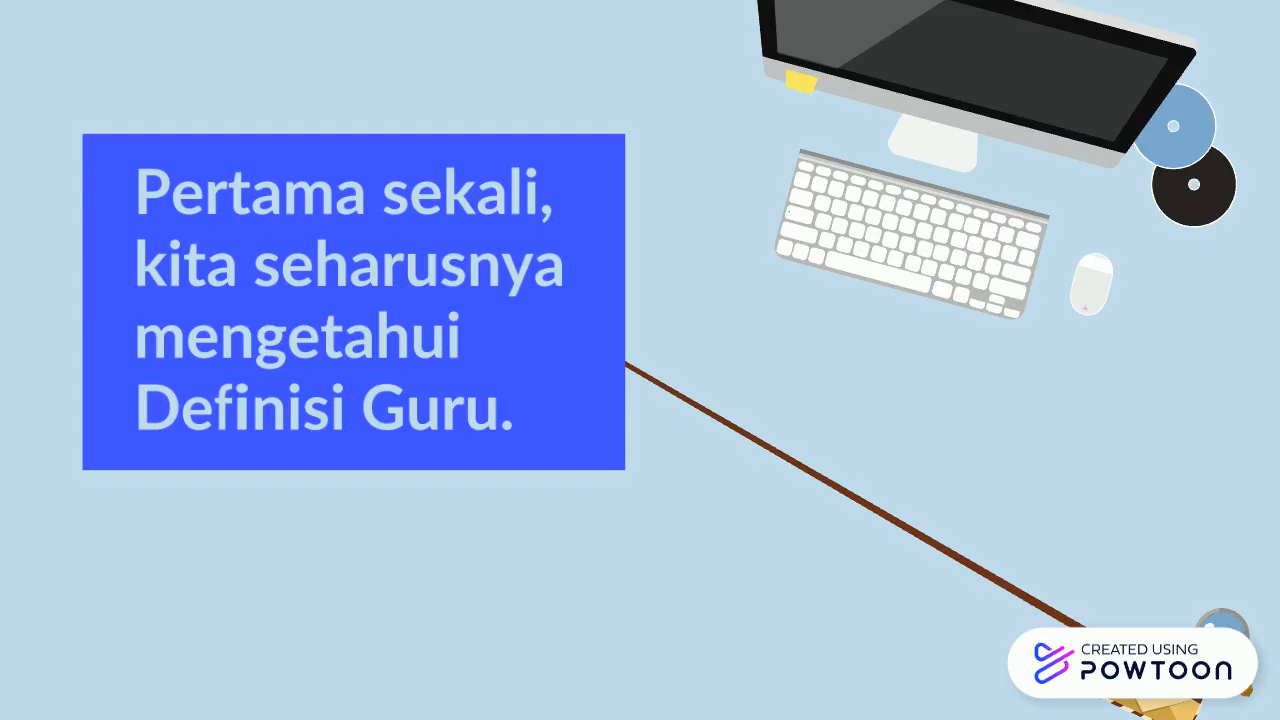 Pertama sekali,
kita seharusnya
mengetahui
Definisi Guru.
CREATED USING
POWTOON